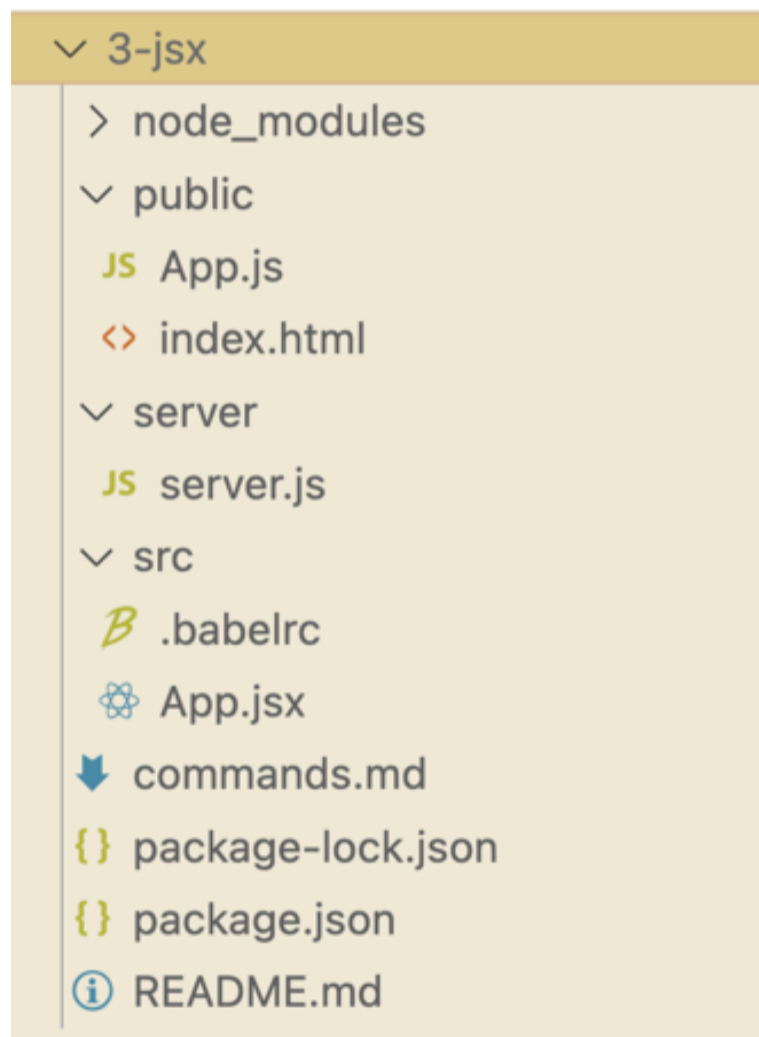 3-jsx
node_modules
public
JS App.js
<> index.html
server
JS server.js
src
B .babelrc
App.jsx
commands.md
{} package-lock.json
{} package.json
i README.md